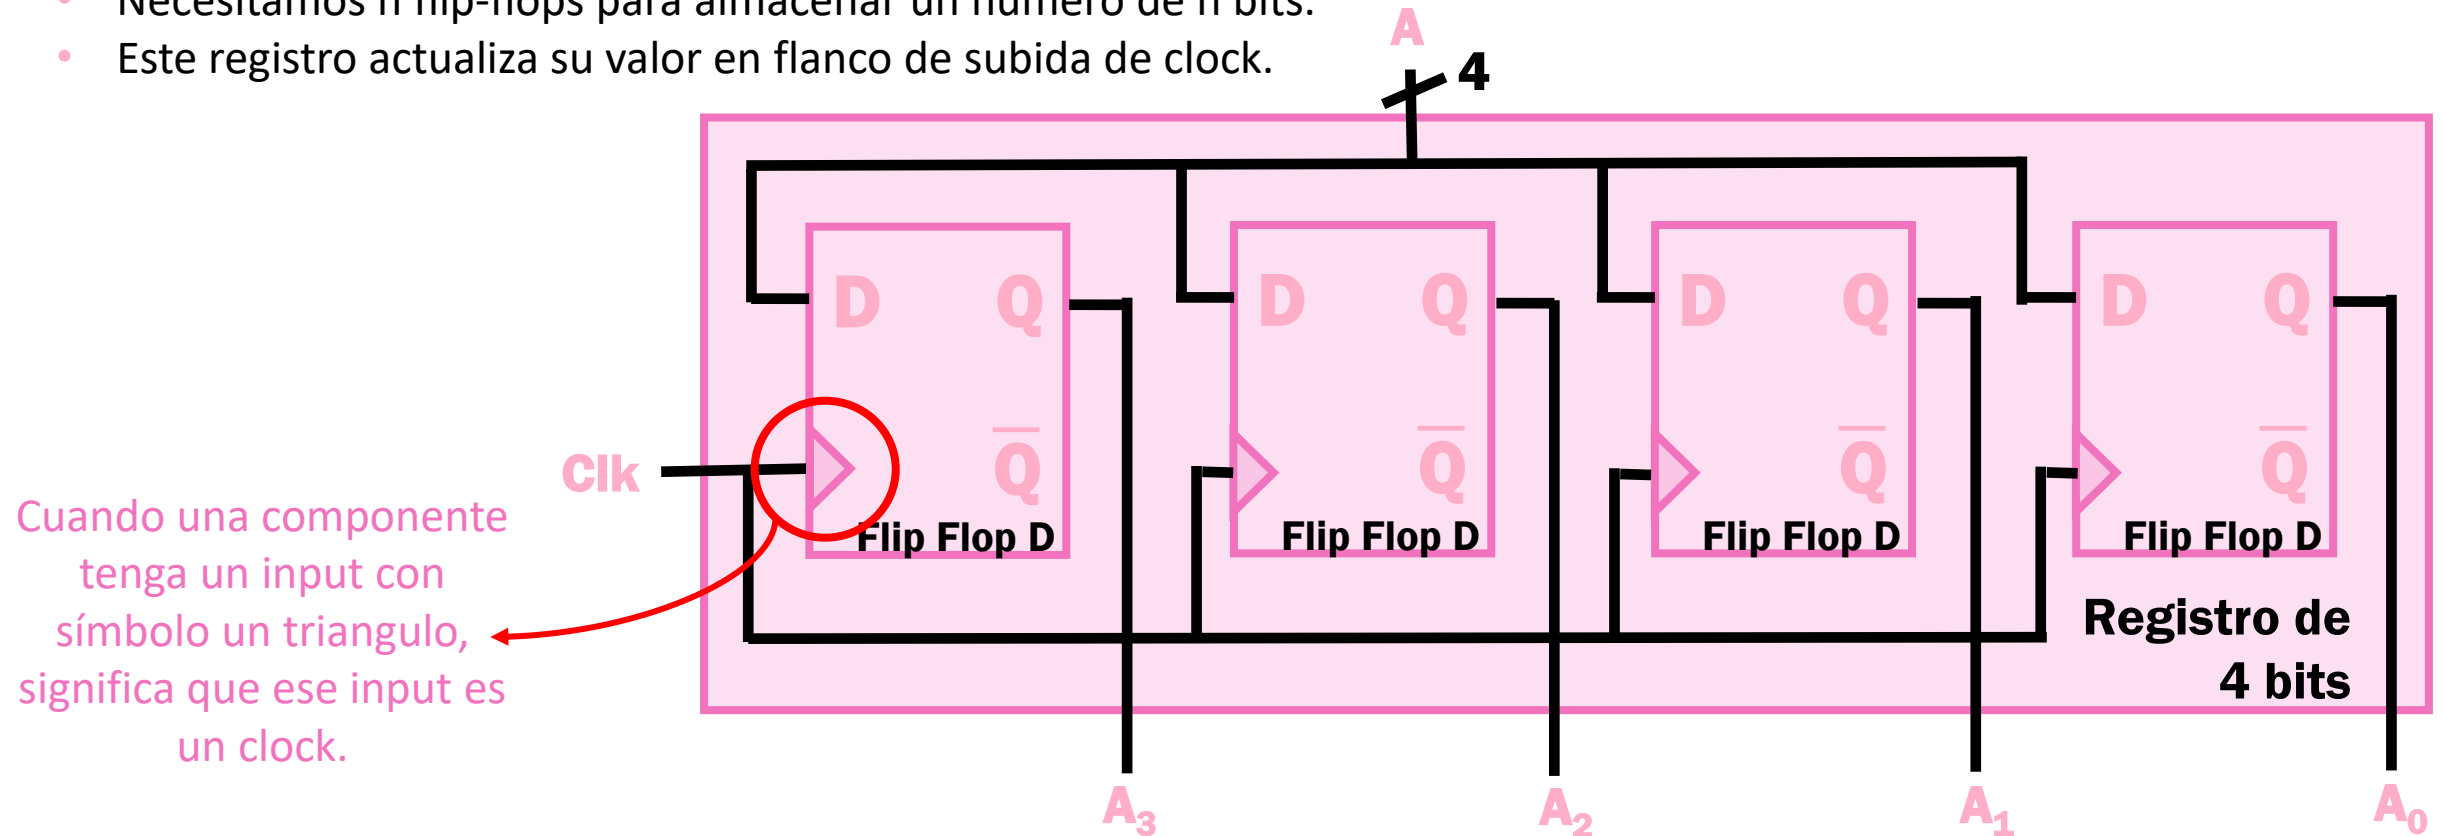 Necesitamos n flip-flops para almacenar un número de n bits.
• Este registro actualiza su valor en flanco de subida de clock.
A
4
D Q
D Q
D Q
D Q
Clk
Q̅
Q̅
Q̅
Q̅
Flip Flop D
Flip Flop D
Flip Flop D
Flip Flop D
Cuando una componente
tenga un input con
símbolo un triangulo,
significa que ese input es
un clock.
Registro de
4 bits
A₃
A₂
A₁
A₀